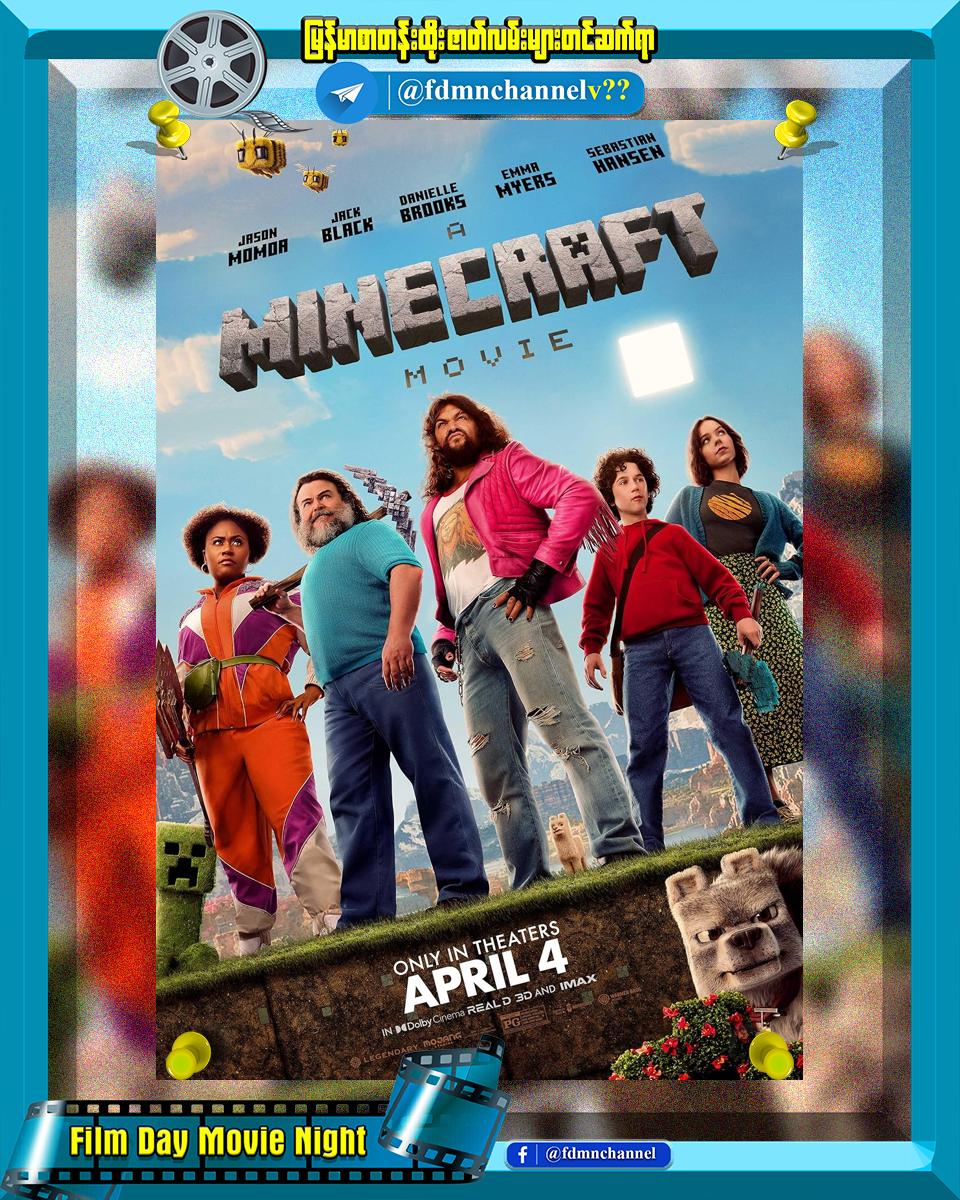 မြန်မာစာတန်းထိုးဇာတ်လမ်းများတင်ဆက်ရာ
@fdmnchannelv??
JASON
MOMOA
JACK
BLACK
DANIELLE
BROOKS
EMMA
MYERS
SEBASTIAN
HANSEN
A
MINECRAFT
MOVIE
ONLY IN THEATERS
APRIL 4
IN Dolby Cinema REALD 3D AND IMAX
LEGENDARY MOJANG
PG
Film Day Movie Night
f @fdmnchannel